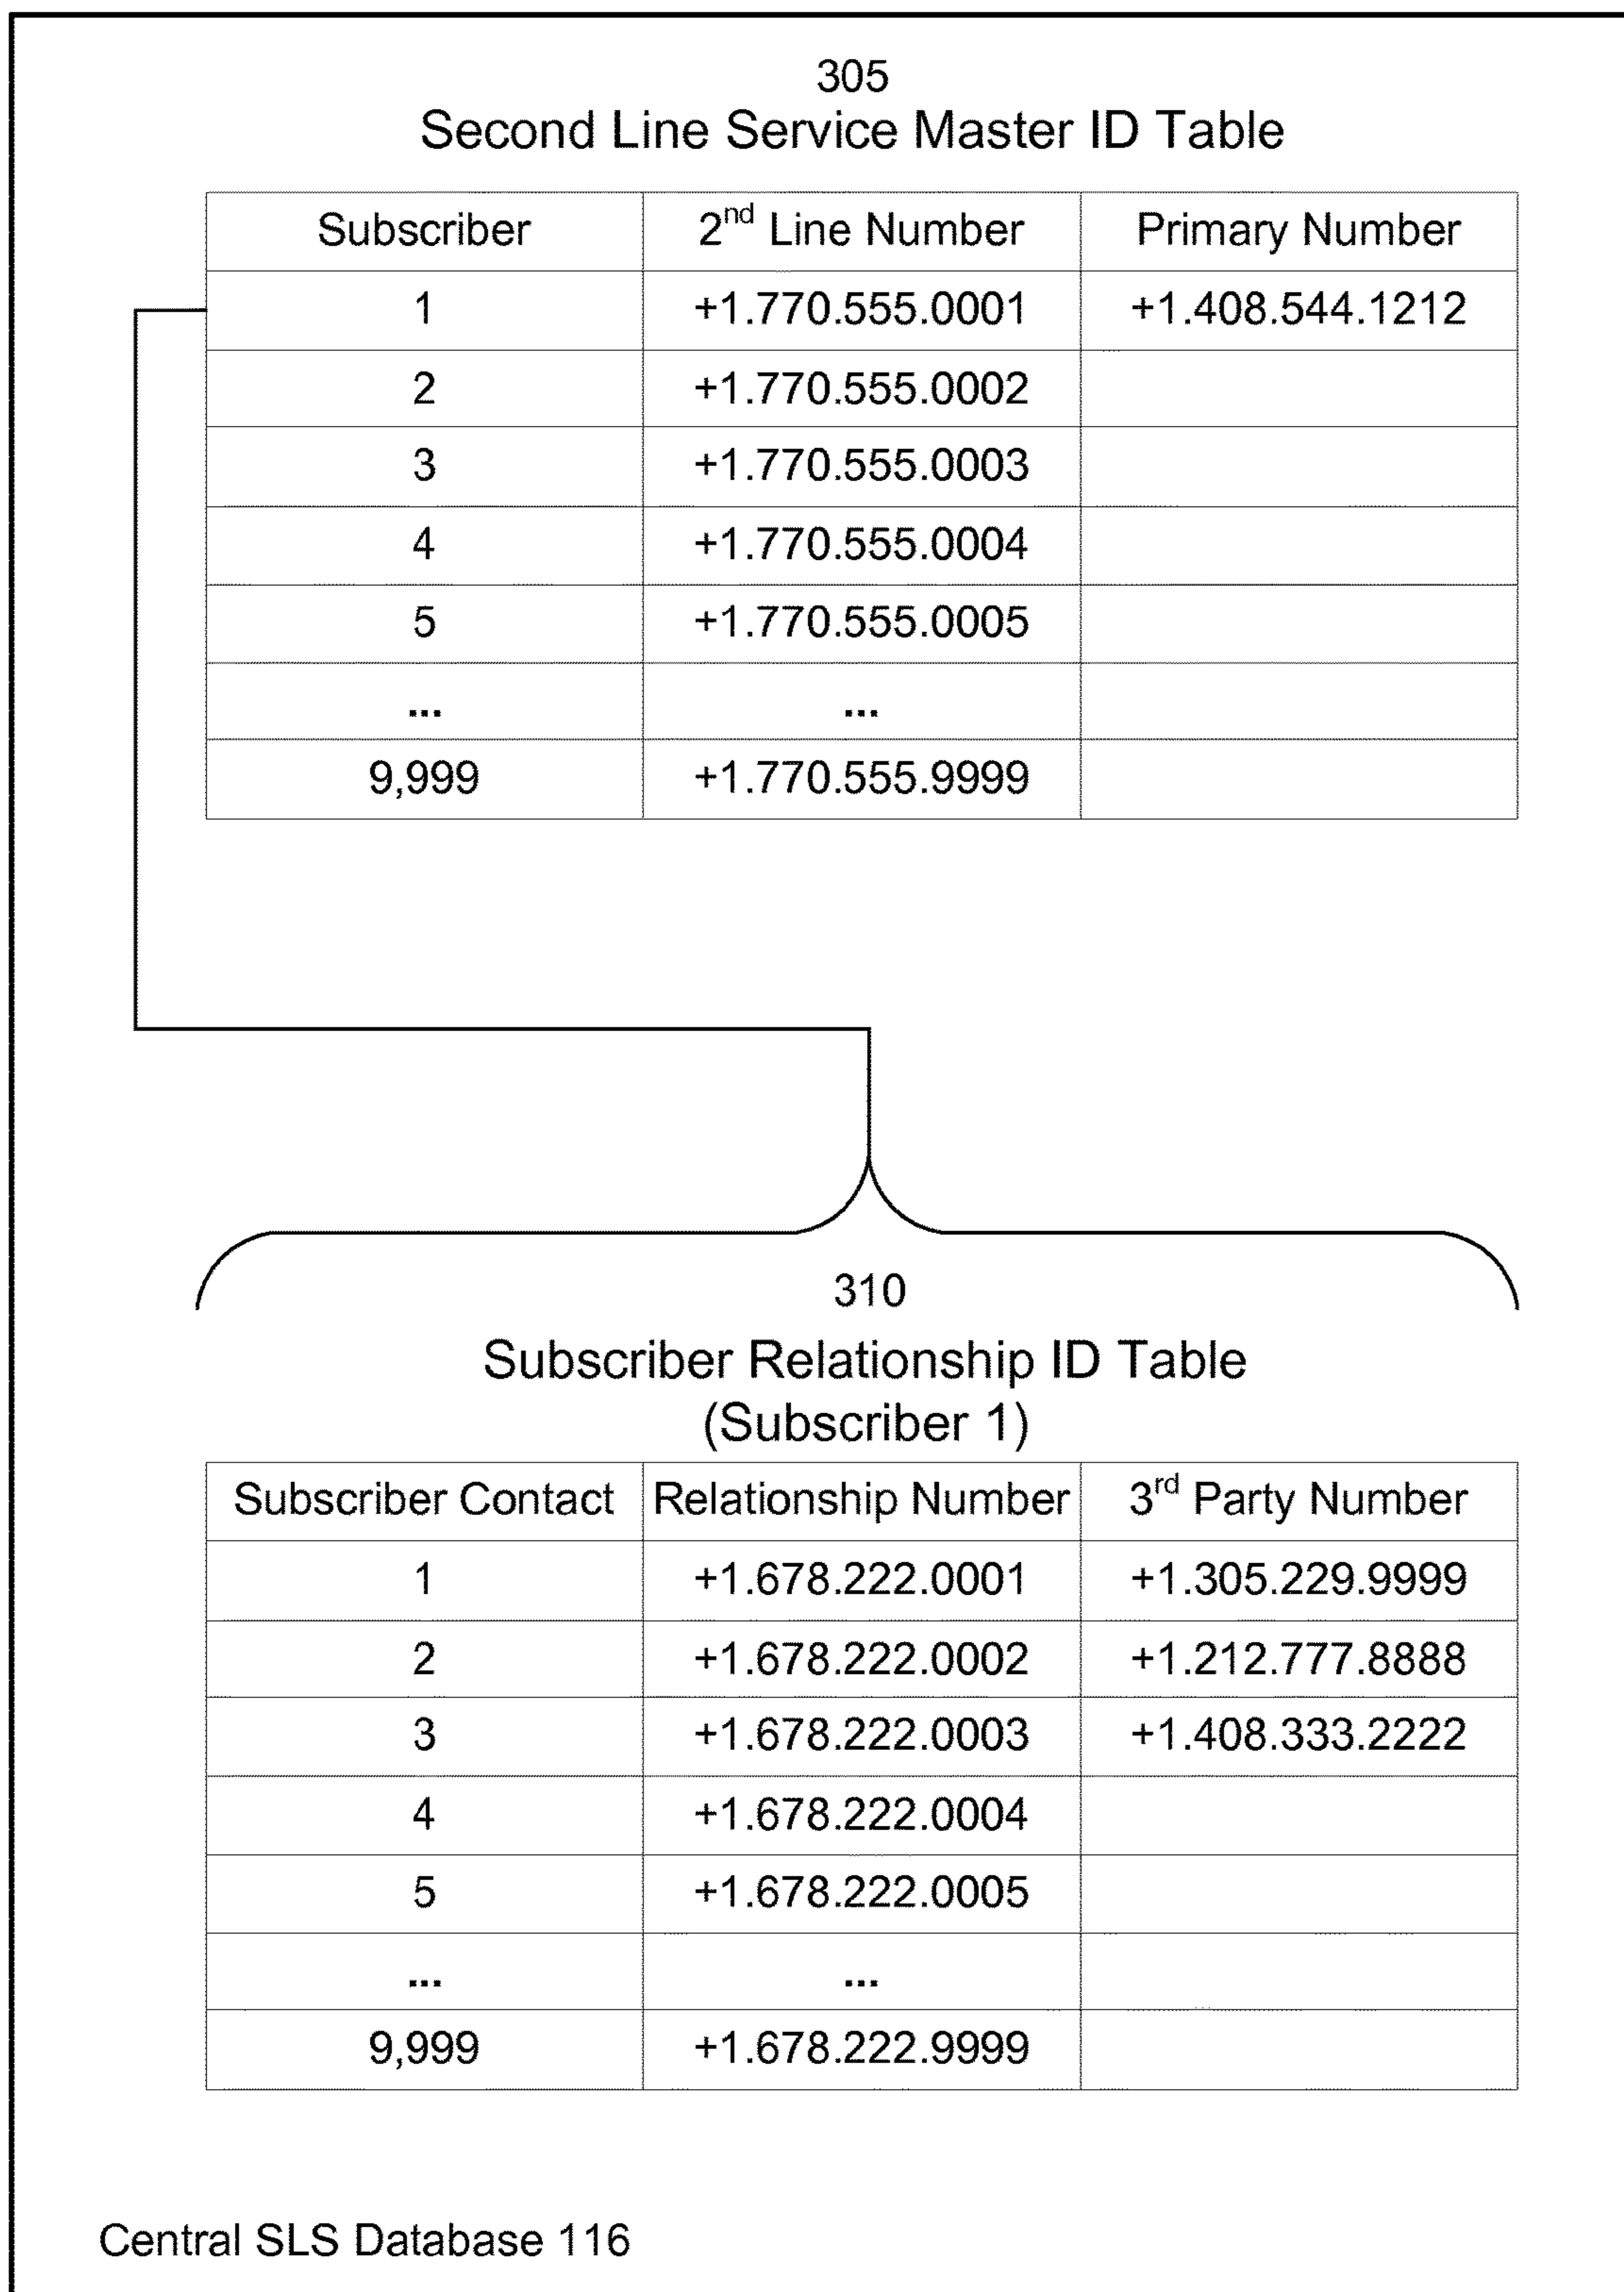 305
Second Line Service Master ID Table
Subscriber 2nd Line Number Primary Number
1 +1.770.555.0001 +1.408.544.1212
2 +1.770.555.0002
3 +1.770.555.0003
4 +1.770.555.0004
5 +1.770.555.0005
... ...
9,999 +1.770.555.9999
310
Subscriber Relationship ID Table
(Subscriber 1)
Subscriber Contact Relationship Number 3rd Party Number
1 +1.678.222.0001 +1.305.229.9999
2 +1.678.222.0002 +1.212.777.8888
3 +1.678.222.0003 +1.408.333.2222
4 +1.678.222.0004
5 +1.678.222.0005
... ...
9,999 +1.678.222.9999
Central SLS Database 116